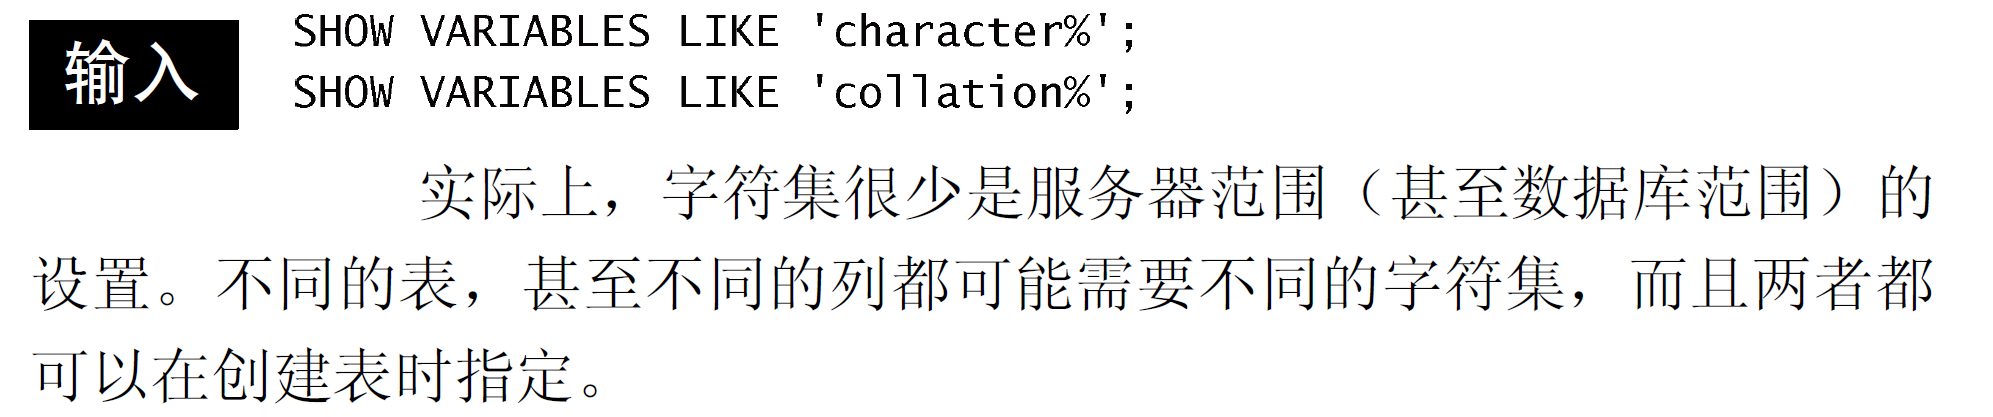 输入
SHOW VARIABLES LIKE 'character%';
SHOW VARIABLES LIKE 'collation%';
实际上，字符集很少是服务器范围（甚至数据库范围）的
设置。不同的表，甚至不同的列都可能需要不同的字符集，而且两者都
可以在创建表时指定。